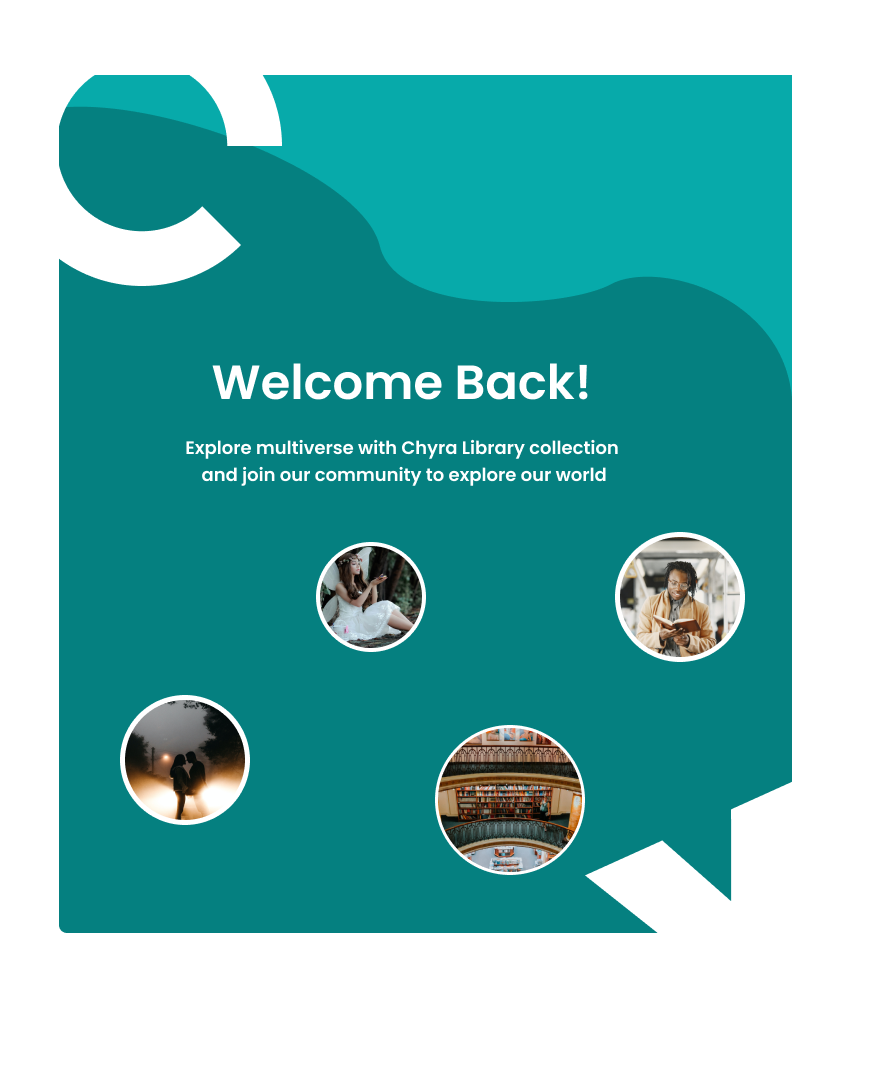 Welcome Back!
Explore multiverse with Chyra Library collection
and join our community to explore our world